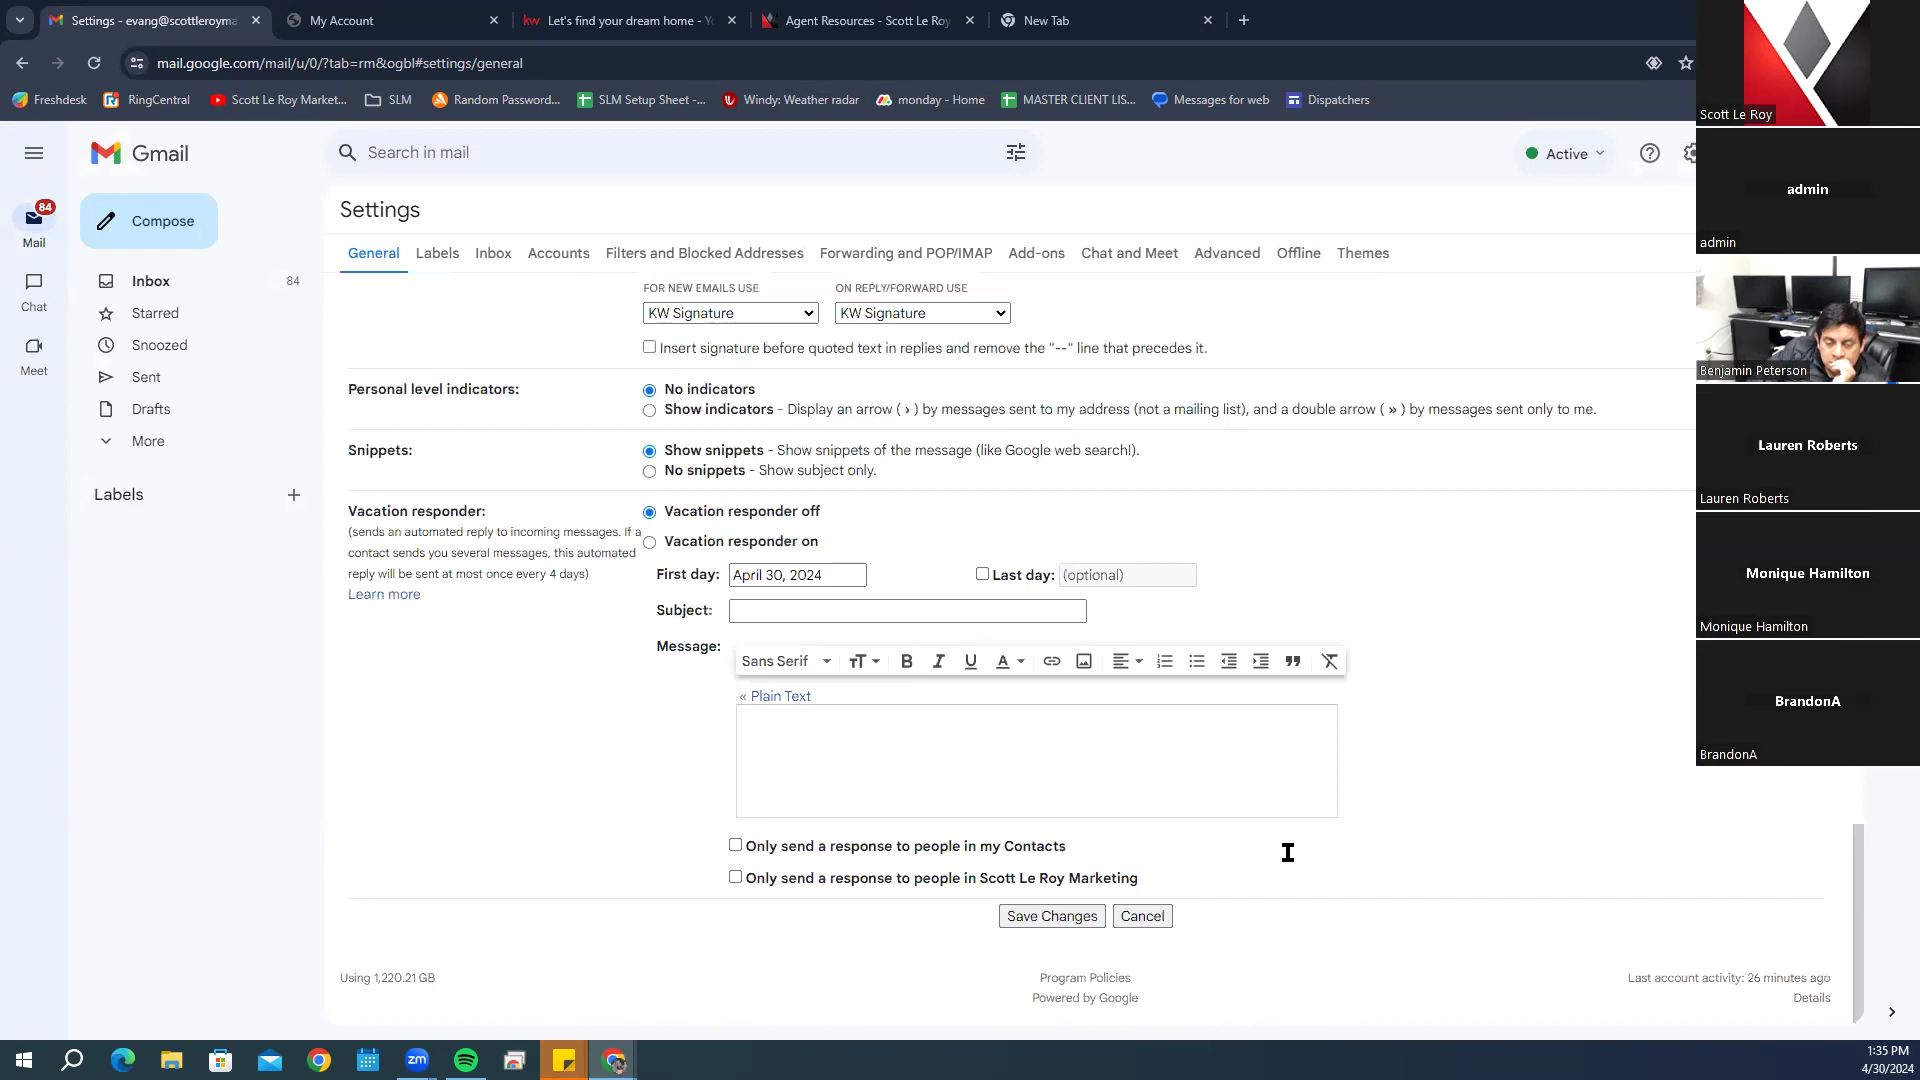 Settings - evang@scottleroyma
My Account
kw Let's find your dream home - Y
Agent Resources - Scott Le Roy
New Tab
mail.google.com/mail/u/0/?tab=rm&ogbl#settings/general
Freshdesk
RingCentral
Scott Le Roy Market...
SLM
Random Password...
SLM Setup Sheet -...
Windy: Weather radar
monday - Home
MASTER CLIENT LIS...
Messages for web
Dispatchers
Gmail
Search in mail
Active
84
Mail
Chat
Meet
Compose
Inbox 84
Starred
Snoozed
Sent
Drafts
More
Labels
Settings
General Labels Inbox Accounts Filters and Blocked Addresses Forwarding and POP/IMAP Add-ons Chat and Meet Advanced Offline Themes
FOR NEW EMAILS USE ON REPLY/FORWARD USE
KW Signature KW Signature
Insert signature before quoted text in replies and remove the "--" line that precedes it.
Personal level indicators: No indicators
Show indicators - Display an arrow ( › ) by messages sent to my address (not a mailing list), and a double arrow ( » ) by messages sent only to me.
Snippets: Show snippets - Show snippets of the message (like Google web search!).
No snippets - Show subject only.
Vacation responder: Vacation responder off
(sends an automated reply to incoming messages. If a
contact sends you several messages, this automated
reply will be sent at most once every 4 days)
Learn more
Vacation responder on
First day: April 30, 2024 Last day: (optional)
Subject:
Message:
Sans Serif
« Plain Text
Only send a response to people in my Contacts
Only send a response to people in Scott Le Roy Marketing
Save Changes Cancel
Using 1,220.21 GB
Program Policies
Powered by Google
Last account activity: 26 minutes ago
Details
Scott Le Roy
admin
admin
Benjamin Peterson
Lauren Roberts
Lauren Roberts
Monique Hamilton
Monique Hamilton
BrandonA
BrandonA
zm
1:35 PM
4/30/2024